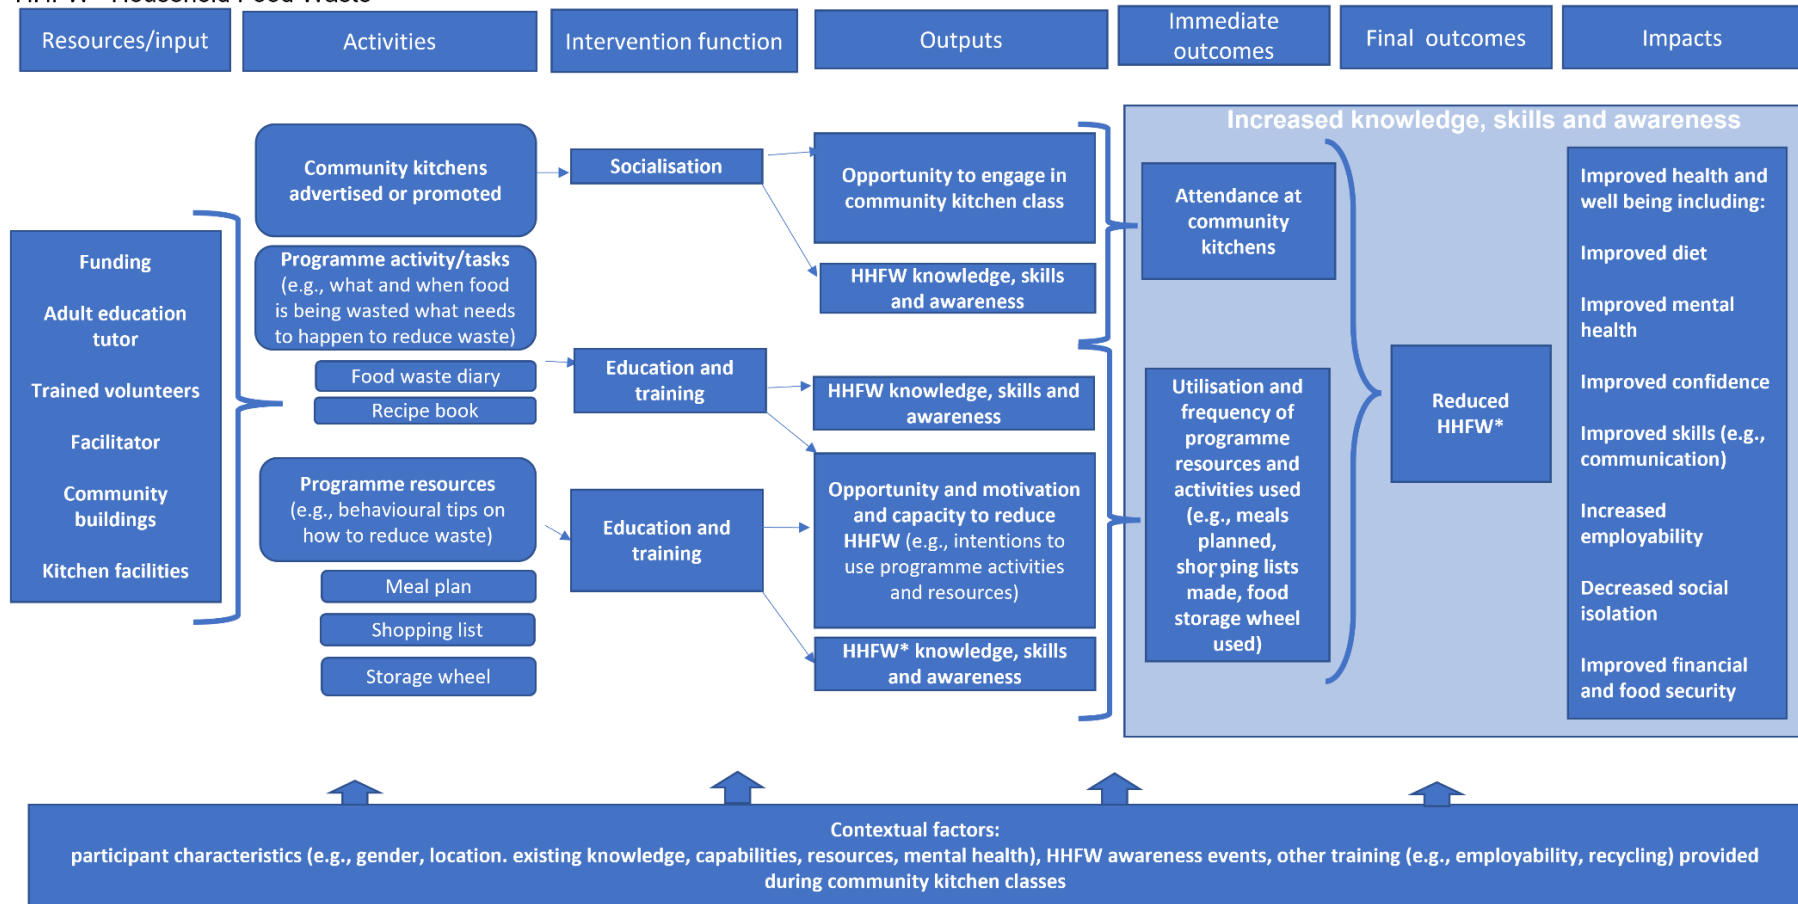 HHFW - Household Food Waste
Resources/input
Activities
Intervention function
Outputs
Immediate
outcomes
Final outcomes
Impacts
Funding
Adult education
tutor
Trained volunteers
Facilitator
Community
buildings
Kitchen facilities
Community kitchens
advertised or promoted
Programme activity/tasks
(e.g., what and when food
is being wasted what needs
to happen to reduce waste)
Food waste diary
Recipe book
Programme resources
(e.g., behavioural tips on
how to reduce waste)
Meal plan
Shopping list
Storage wheel
Socialisation
Education and
training
Education and
training
Opportunity to engage in
community kitchen class
HHFW knowledge, skills
and awareness
HHFW knowledge, skills and
awareness
Opportunity and motivation
and capacity to reduce
HHFW (e.g., intentions to
use programme activities
and resources)
HHFW* knowledge, skills
and awareness
Increased knowledge, skills and awareness
Attendance at
community
kitchens
Utilisation and
frequency of
programme
resources and
activities used
(e.g., meals
planned,
shopping lists
made, food
storage wheel
used)
Reduced
HHFW*
Improved health and
well being including:
Improved diet
Improved mental
health
Improved confidence
Improved skills (e.g.,
communication)
Increased
employability
Decreased social
isolation
Improved financial
and food security
Contextual factors:
participant characteristics (e.g., gender, location. existing knowledge, capabilities, resources, mental health), HHFW awareness events, other training (e.g., employability, recycling) provided
during community kitchen classes